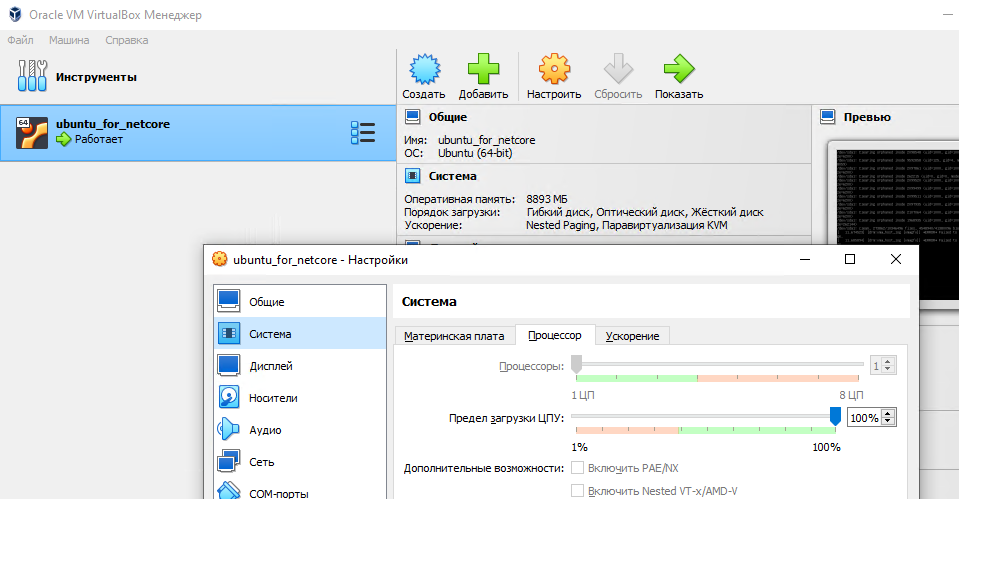 Oracle VM VirtualBox Менеджер
Файл Машина Справка
Инструменты
Создать Добавить Настроить Сбросить Показать
64
ubuntu_for_netcore
Работает
Общие
Имя: ubuntu_for_netcore
ОС: Ubuntu (64-bit)
Система
Оперативная память: 8893 МБ
Порядок загрузки: Гибкий диск, Оптический диск, Жёсткий диск
Ускорение: Nested Paging, Паравиртуализация KVM
Превью
ubuntu_for_netcore - Настройки
Общие
Система
Дисплей
Носители
Аудио
Сеть
COM-порты
Система
Материнская плата Процессор Ускорение
Процессоры: 1
1 ЦП 8 ЦП
Предел загрузки ЦПУ: 100%
1% 100%
Дополнительные возможности: Включить PAE/NX
Включить Nested VT-x/AMD-V